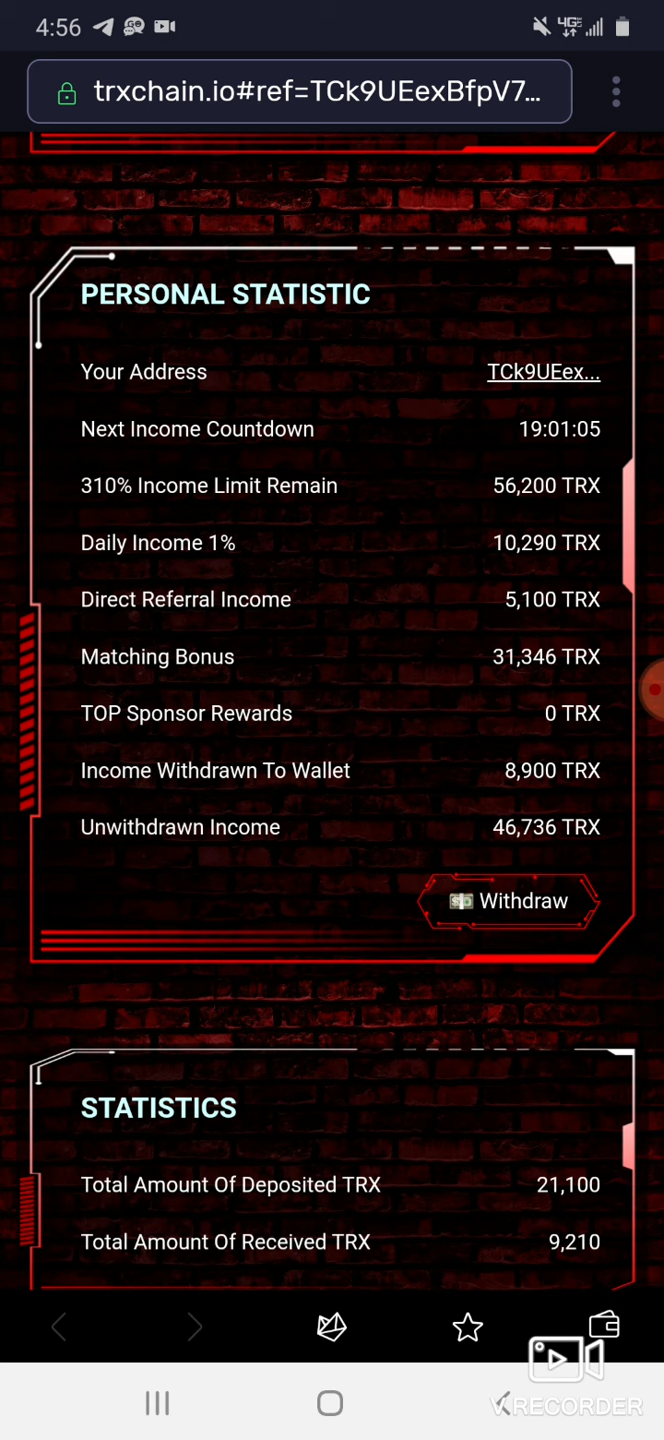 4:56
4GE
trxchain.io#ref=TCk9UEexBfpV7...
PERSONAL STATISTIC
Your Address TCk9UEex...
Next Income Countdown 19:01:05
310% Income Limit Remain 56,200 TRX
Daily Income 1% 10,290 TRX
Direct Referral Income 5,100 TRX
Matching Bonus 31,346 TRX
TOP Sponsor Rewards 0 TRX
Income Withdrawn To Wallet 8,900 TRX
Unwithdrawn Income 46,736 TRX
Withdraw
STATISTICS
Total Amount Of Deposited TRX 21,100
Total Amount Of Received TRX 9,210
V.RECORDER